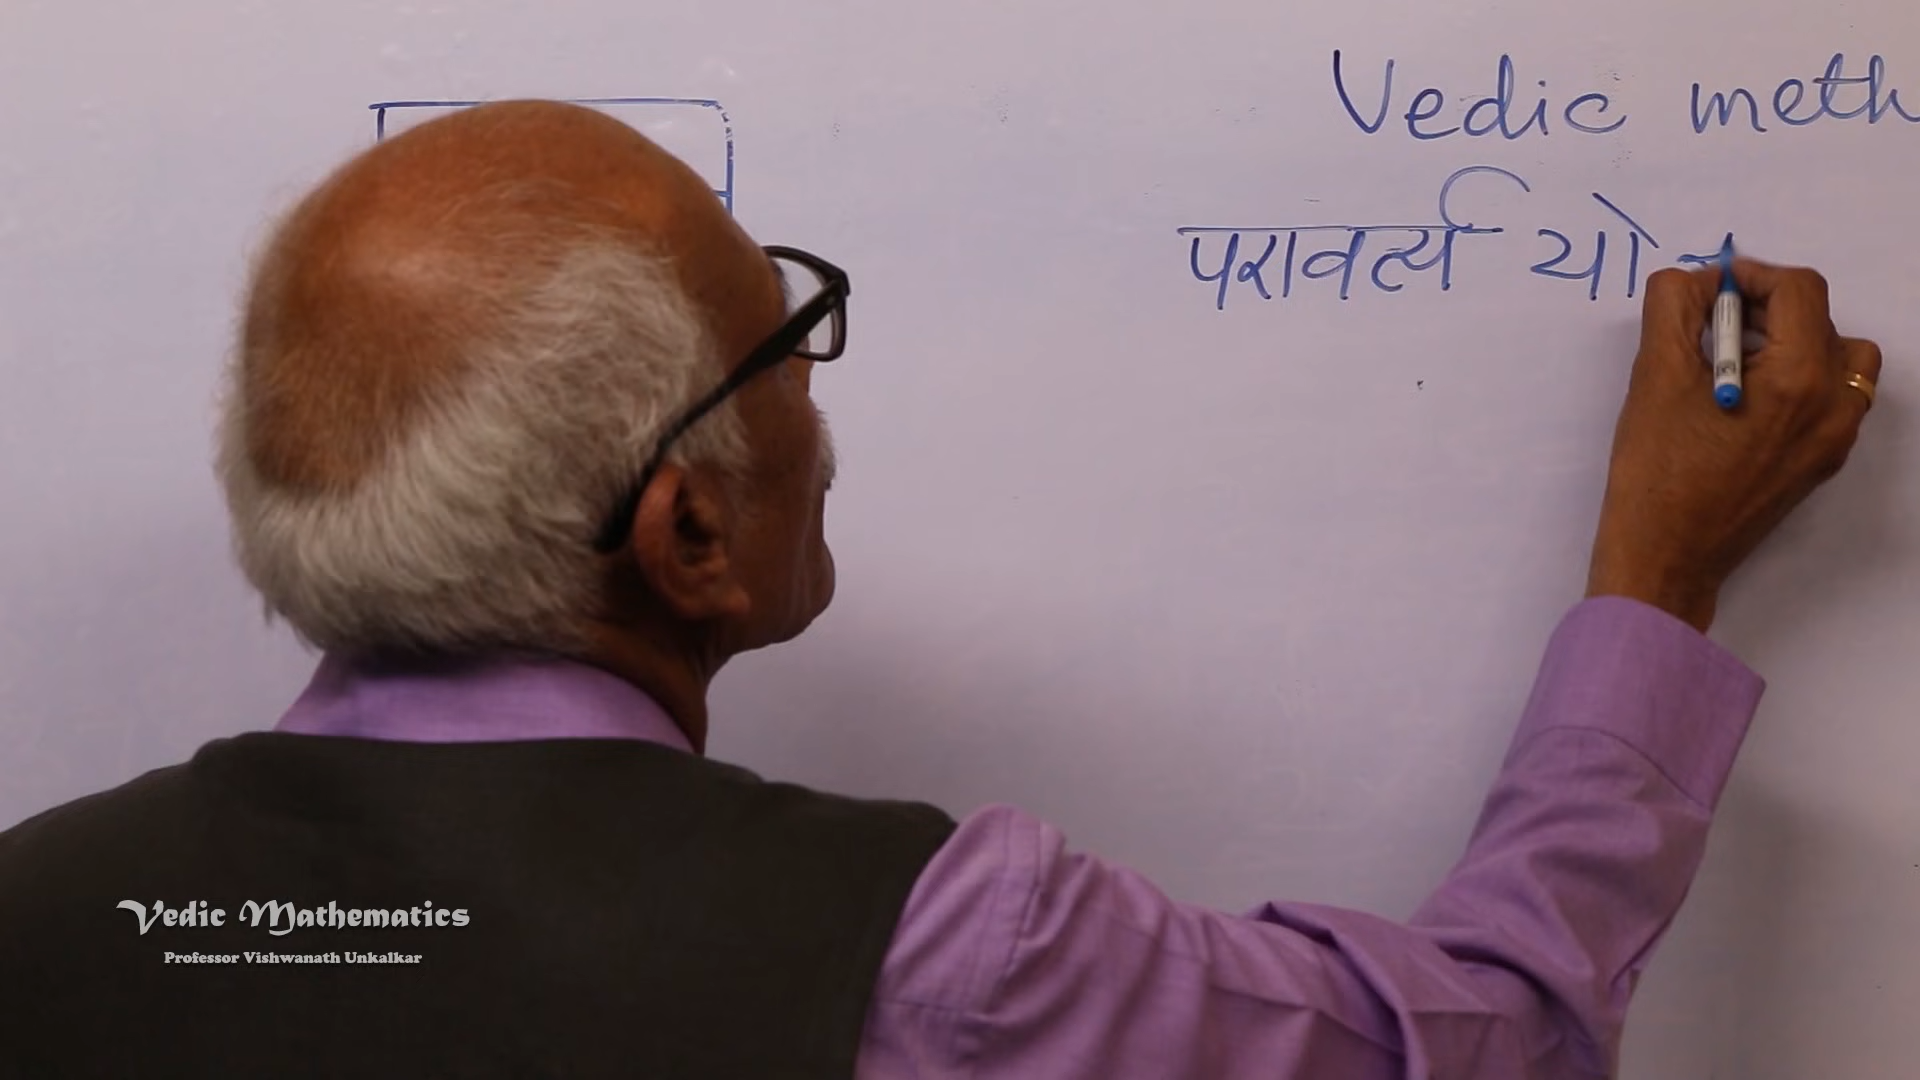 Vedic meth
परावर्त्य यो
Vedic Mathematics
Professor Vishwanath Unkalkar